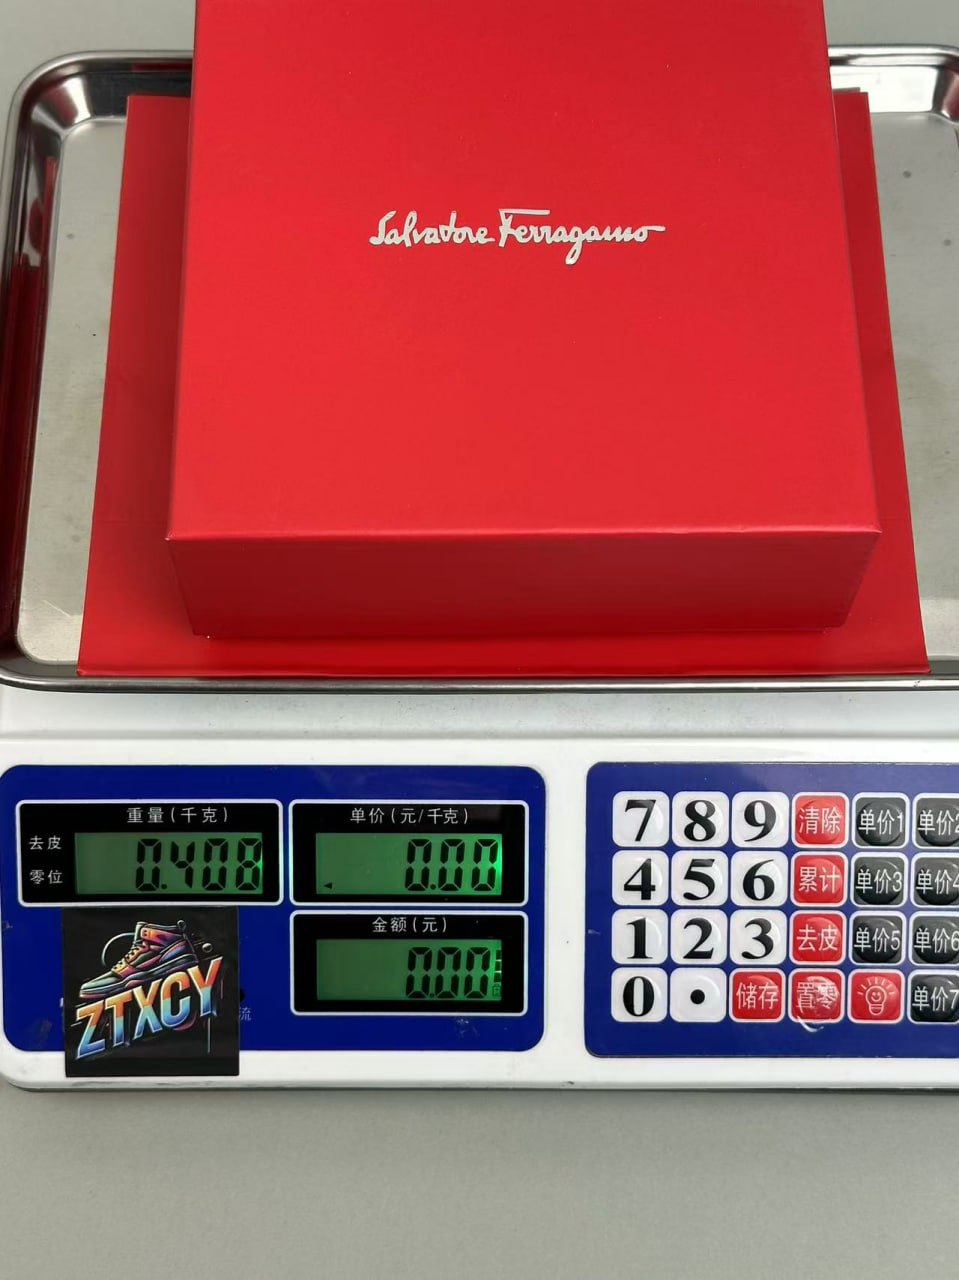 Salvatore Ferragamo
重量(千克)
去皮
零位
0.408
单价(元/千克)
0.00
金额(元)
0.00
ZTXCY
流
7 8 9 清除 单价1 单价2
4 5 6 累计 单价3 单价4
1 2 3 去皮 单价5 单价6
0 . 储存 置零 单价7